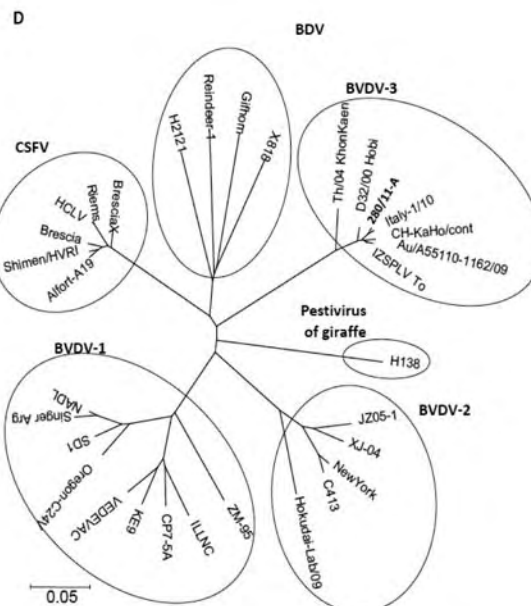 D
BDV
H2121
Reindeer-1
Gifhorn
X818
BVDV-3
Th/04 KhonKaen
D32/00 Hobi
280/11-A
Italy-1/10
CH-KaHo/cont
Au/A55110-1162/09
IZSPLV To
CSFV
BresciaX
Riems
HCLV
Brescia
Shimen/HVRI
Alfort-A19
Pestivirus
of giraffe
H138
BVDV-1
NADL
Singer Arg
SD1
Oregon-C24V
VEDEVAC
KE9
CP7-5A
ILLNC
ZM-95
BVDV-2
JZ05-1
XJ-04
NewYork
C413
Hokudai-Lab/09
0.05